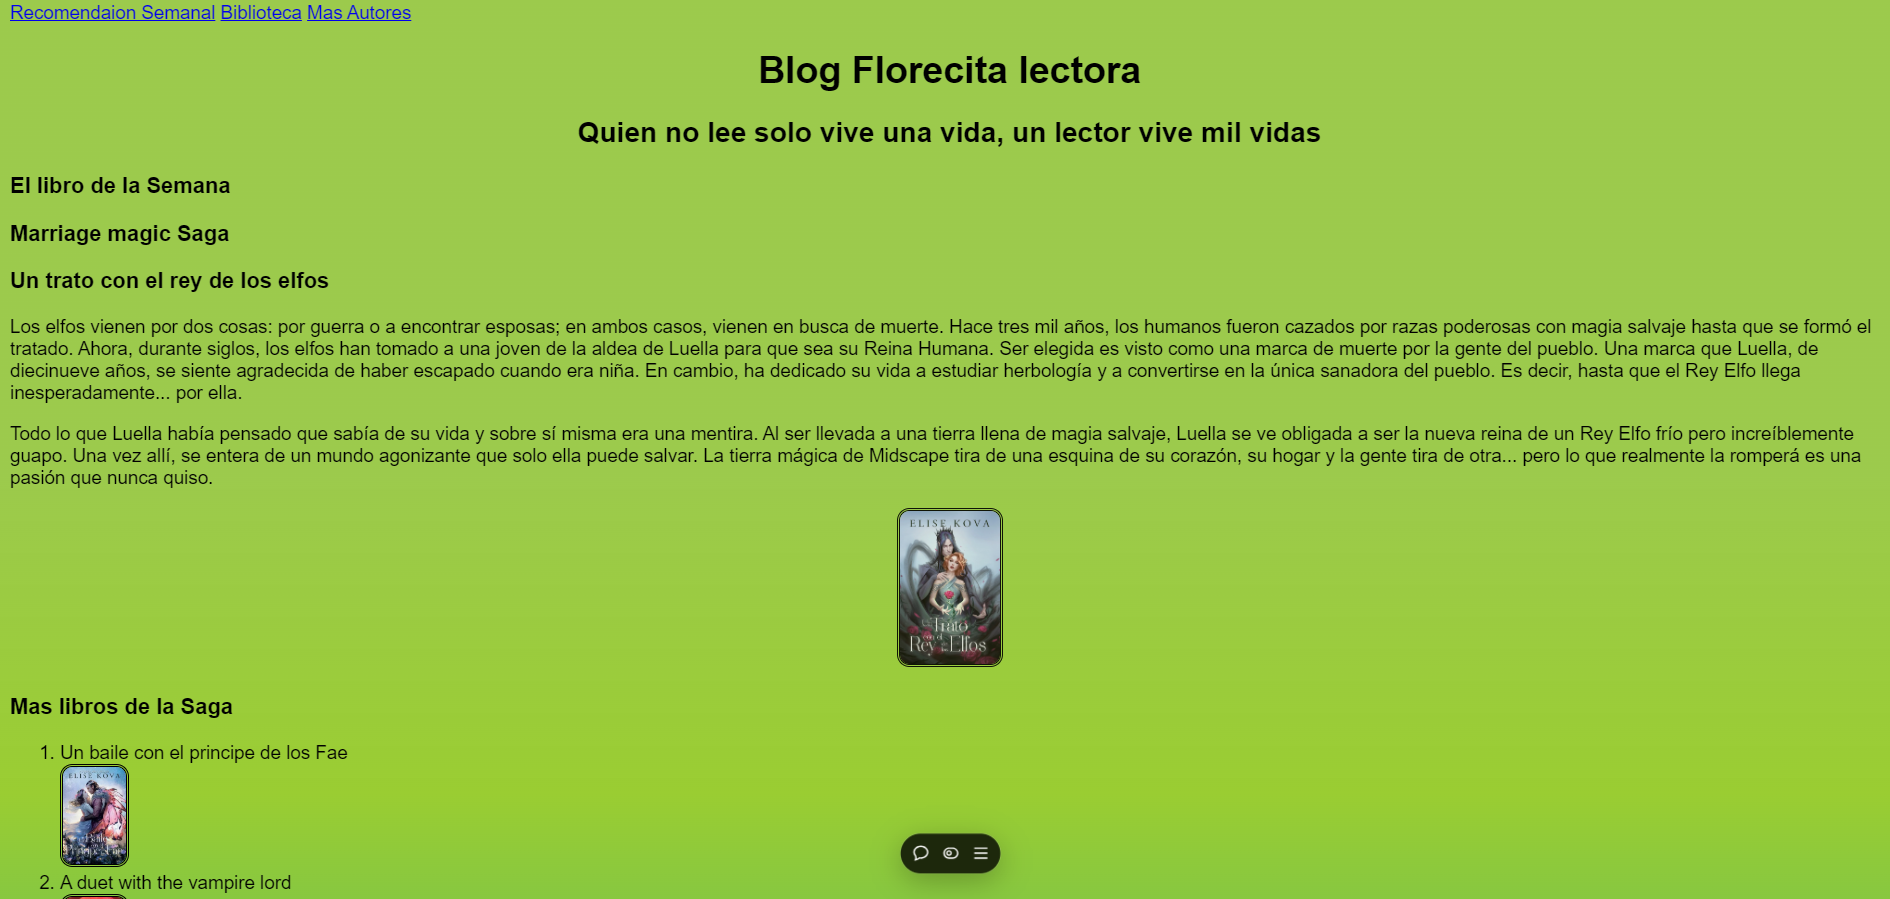 Recomendaion Semanal Biblioteca Mas Autores
Blog Florecita lectora
Quien no lee solo vive una vida, un lector vive mil vidas
El libro de la Semana
Marriage magic Saga
Un trato con el rey de los elfos
Los elfos vienen por dos cosas: por guerra o a encontrar esposas; en ambos casos, vienen en busca de muerte. Hace tres mil años, los humanos fueron cazados por razas poderosas con magia salvaje hasta que se formó el
tratado. Ahora, durante siglos, los elfos han tomado a una joven de la aldea de Luella para que sea su Reina Humana. Ser elegida es visto como una marca de muerte por la gente del pueblo. Una marca que Luella, de
diecinueve años, se siente agradecida de haber escapado cuando era niña. En cambio, ha dedicado su vida a estudiar herbología y a convertirse en la única sanadora del pueblo. Es decir, hasta que el Rey Elfo llega
inesperadamente... por ella.
Todo lo que Luella había pensado que sabía de su vida y sobre sí misma era una mentira. Al ser llevada a una tierra llena de magia salvaje, Luella se ve obligada a ser la nueva reina de un Rey Elfo frío pero increíblemente
guapo. Una vez allí, se entera de un mundo agonizante que solo ella puede salvar. La tierra mágica de Midscape tira de una esquina de su corazón, su hogar y la gente tira de otra... pero lo que realmente la romperá es una
pasión que nunca quiso.
ELISE KOVA
Un Trato
con el
Rey de los Elfos
Mas libros de la Saga
1. Un baile con el principe de los Fae
ELISE KOVA
Baile
2. A duet with the vampire lord